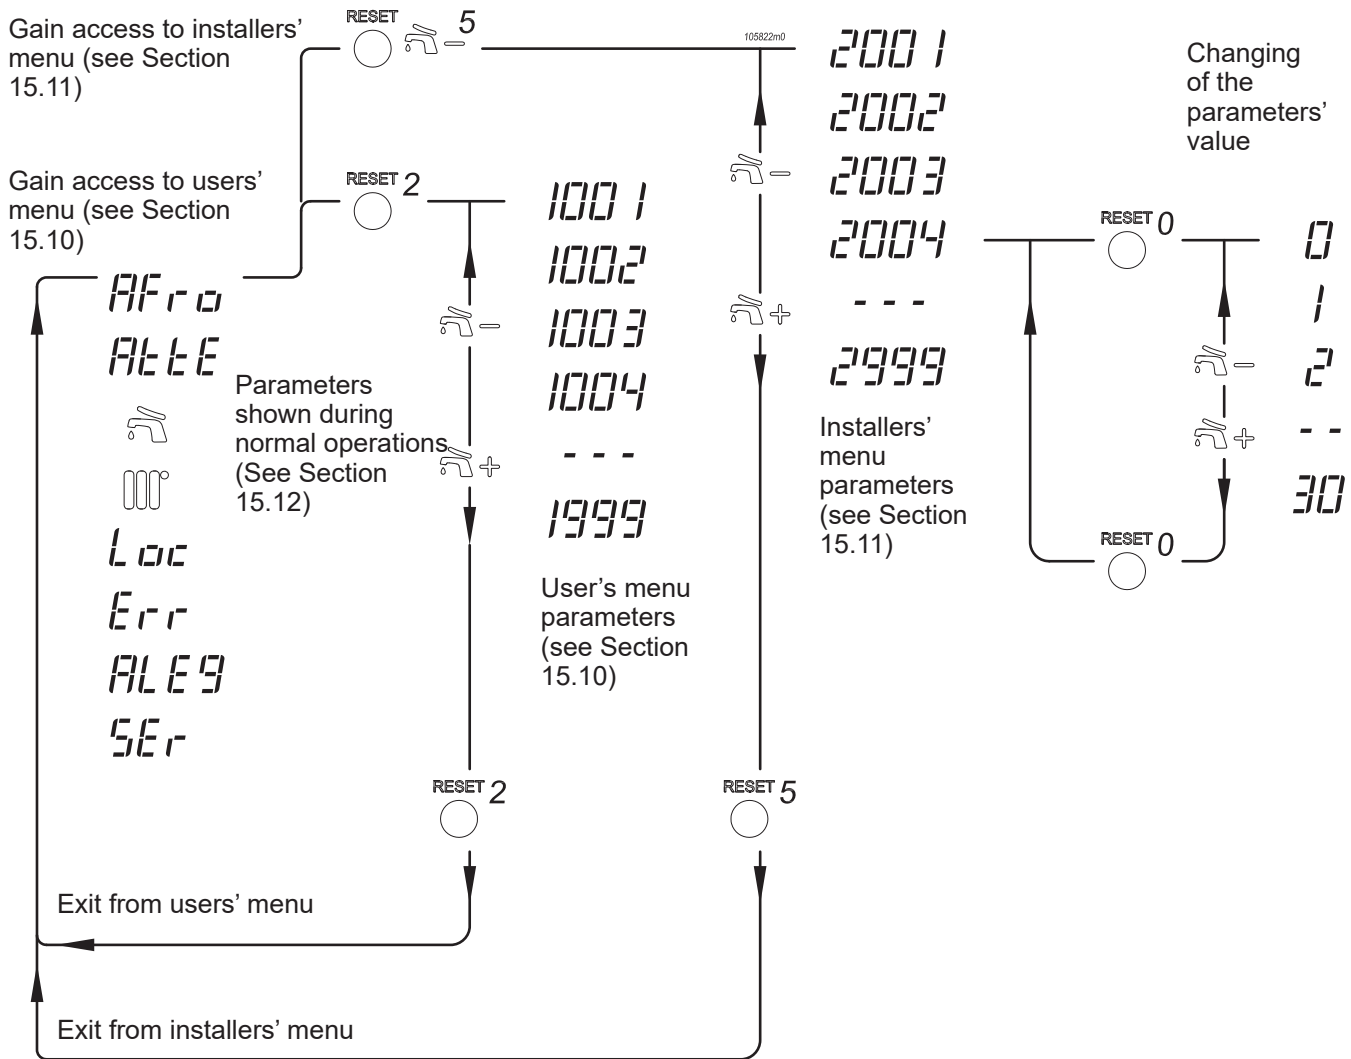 Gain access to installers’
menu (see Section
15.11)
RESET 5
–
105822m0
Gain access to users’
menu (see Section
15.10)
RESET 2
AFro
AttE
Loc
Err
ALE9
SEr
Parameters
shown during
normal operations
(See Section
15.12)
–
+
1001
1002
1003
1004
- - -
1999
User’s menu
parameters
(see Section
15.10)
–
+
2001
2002
2003
2004
- - -
2999
Installers’
menu
parameters
(see Section
15.11)
Changing
of the
parameters’
value
RESET 0
–
+
RESET 0
0
1
2
- -
30
RESET 2
RESET 5
Exit from users’ menu
Exit from installers’ menu